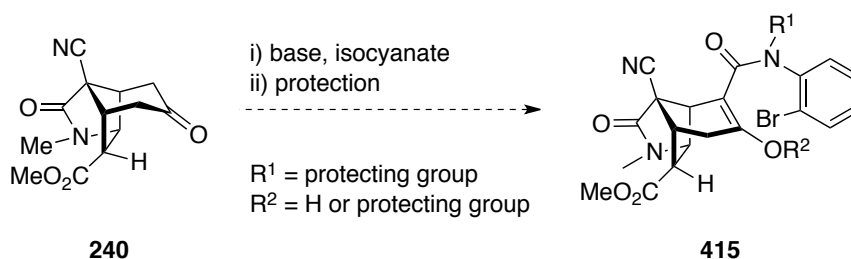 NC
O
Me
N
O
H
MeO₂C
240
i) base, isocyanate
ii) protection
R¹ = protecting group
R² = H or protecting group
R¹
O
N
NC
Br
O
N
OR²
H
MeO₂C
415